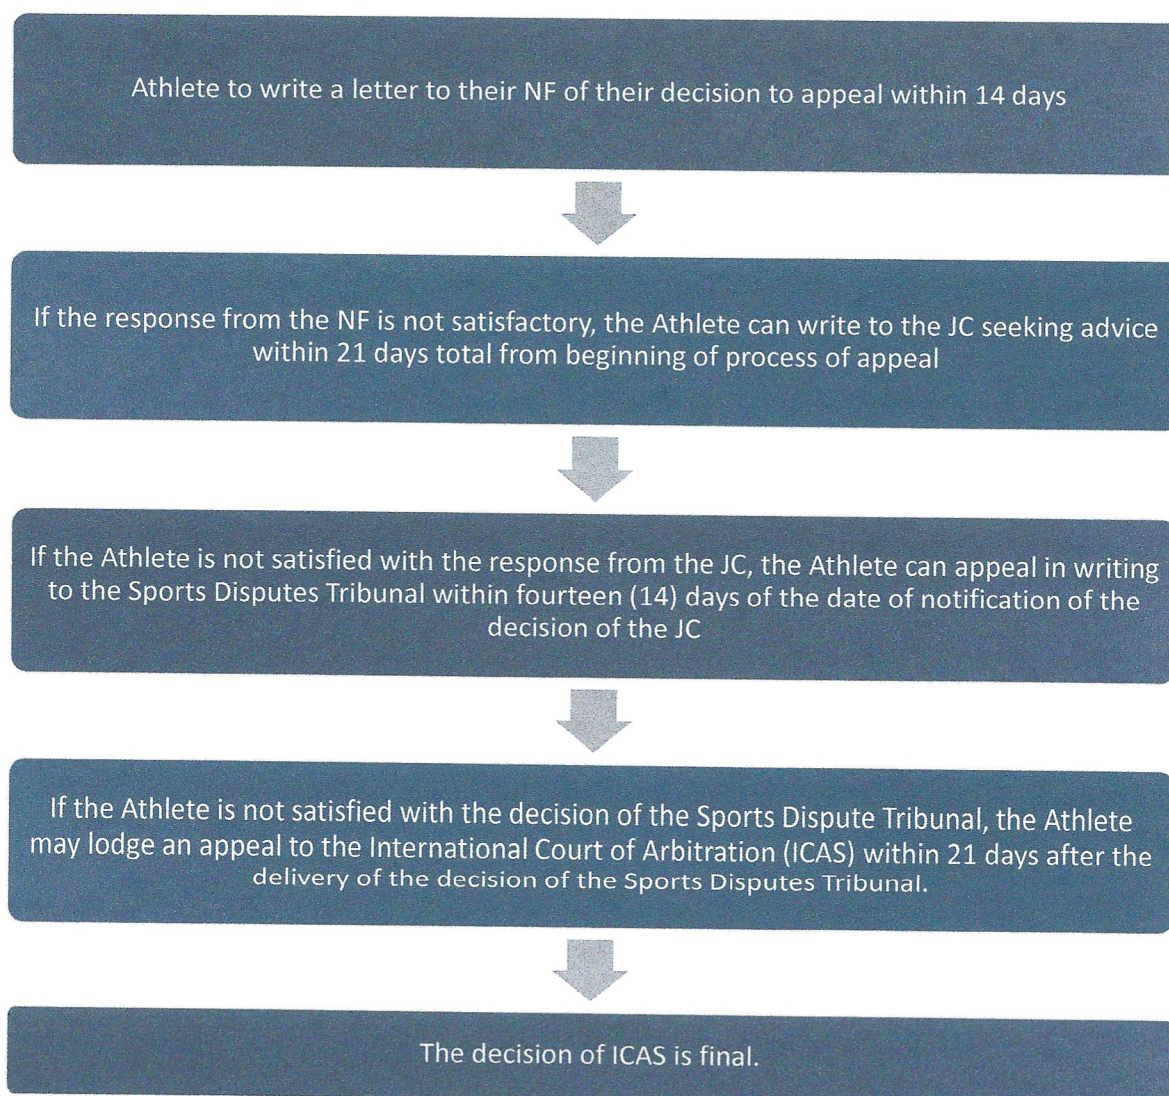 Athlete to write a letter to their NF of their decision to appeal within 14 days
If the response from the NF is not satisfactory, the Athlete can write to the JC seeking advice
within 21 days total from beginning of process of appeal
If the Athlete is not satisfied with the response from the JC, the Athlete can appeal in writing
to the Sports Disputes Tribunal within fourteen (14) days of the date of notification of the
decision of the JC
If the Athlete is not satisfied with the decision of the Sports Dispute Tribunal, the Athlete
may lodge an appeal to the International Court of Arbitration (ICAS) within 21 days after the
delivery of the decision of the Sports Disputes Tribunal.
The decision of ICAS is final.